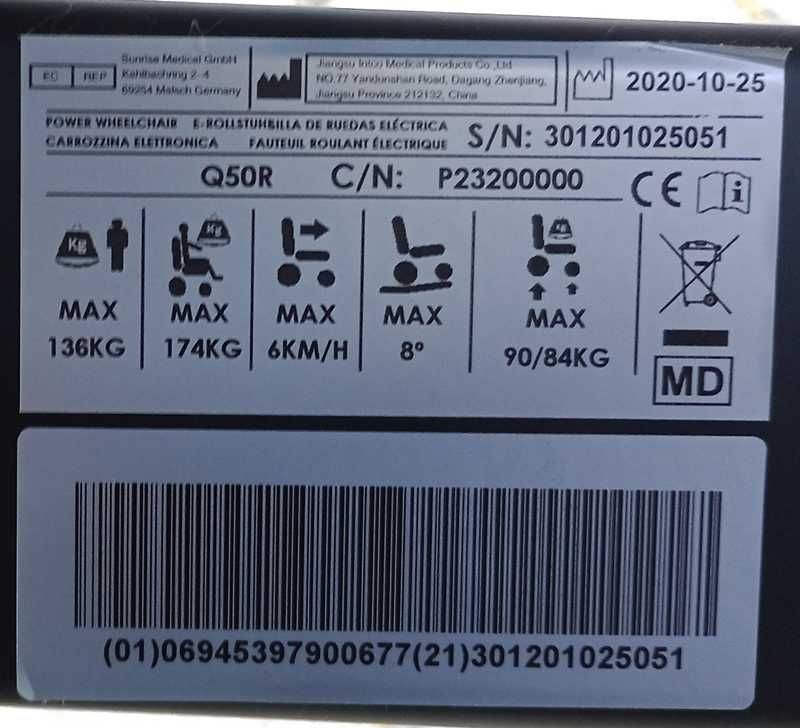 EC REP
Sunrise Medical GmbH
Kahlbachring 2-4
69254 Malsch Germany
Jiangsu Intco Medical Products Co.,Ltd
NO.77 Yandunshan Road, Dagang Zhenjiang,
Jiangsu Province 212132, China
2020-10-25
POWER WHEELCHAIR E-ROLLSTUHSILLA DE RUEDAS ELÉCTRICA
CARROZZINA ELETTRONICA FAUTEUIL ROULANT ÉLECTRIQUE
S/N: 301201025051
Q50R C/N: P23200000
CE i
Kg Kg Kg
MAX MAX MAX MAX MAX
136KG 174KG 6KM/H 8° 90/84KG
MD
(01)06945397900677(21)301201025051